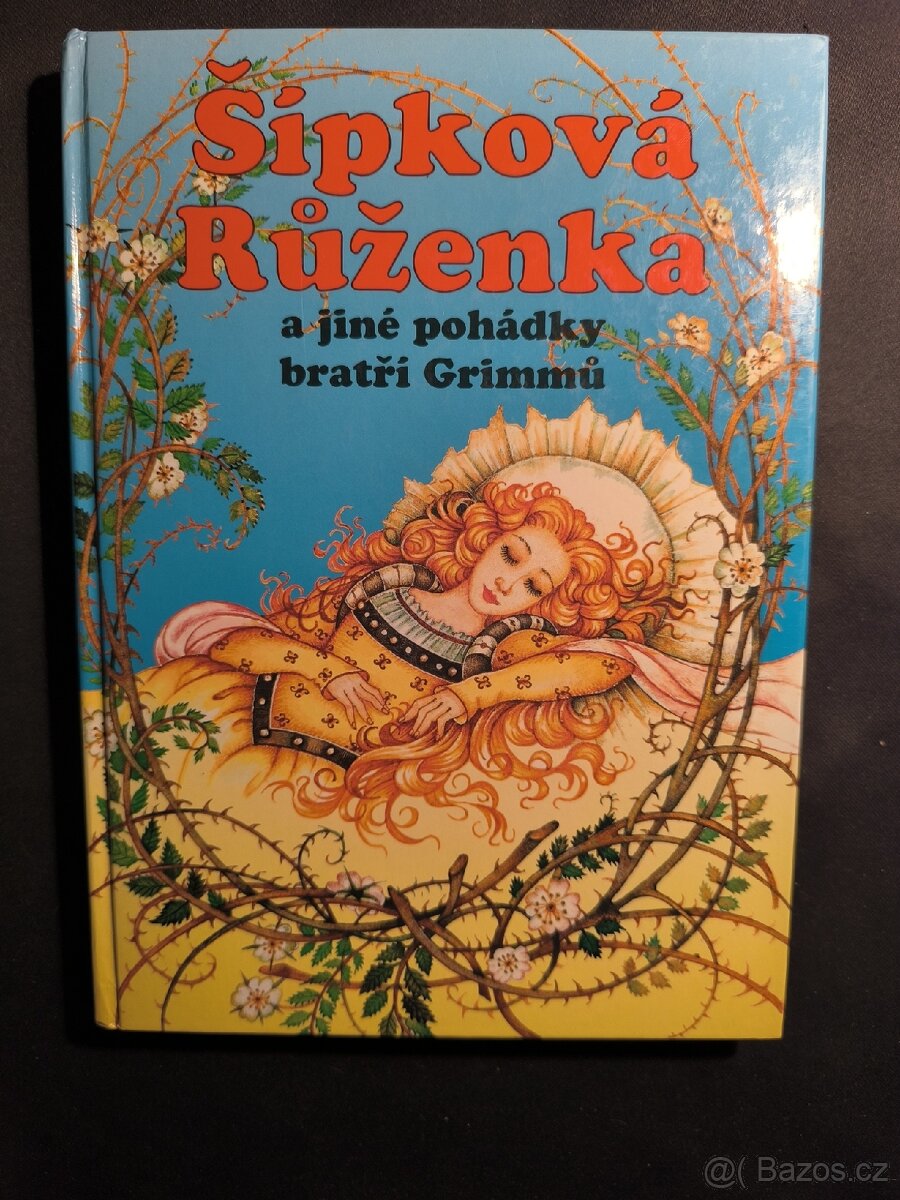 Šípková
Růženka
a jiné pohádky
bratří Grimmů
@( Bazos.cz